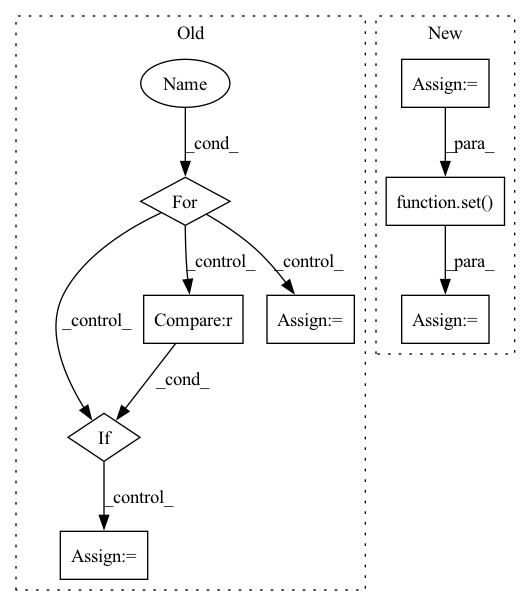 Old
New
Name
Assign:=
_cond_
_para_
For
function.set()
_control_
_control_
_para_
_control_
Compare:r
Assign:=
Assign:=
_cond_
If
_control_
Assign:=